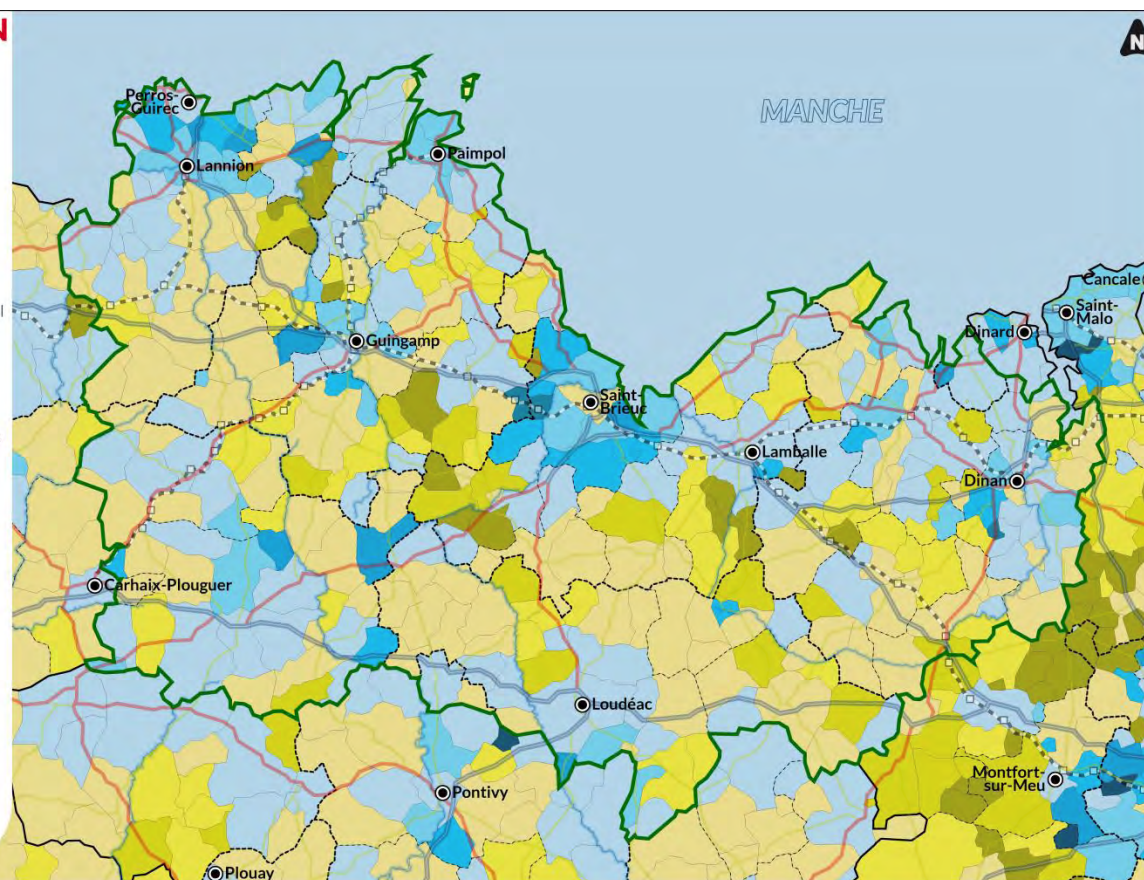 N
N
MANCHE
Perros-
Guirec
Lannion
Paimpol
Cancale
Saint-
Malo
Dinard
Guingamp
Saint-
Brieuc
Lamballe
Dinan
Carhaix-Plouguer
Loudéac
Montfort-
sur-Meu
Pontivy
Plouay